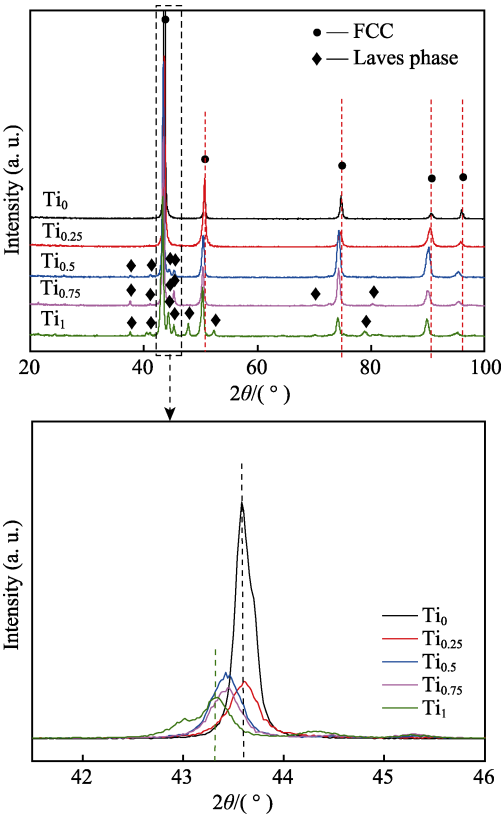 ● — FCC
◆ — Laves phase
Intensity (a. u.)
Ti0
Ti0.25
Ti0.5
Ti0.75
Ti1
20 40 60 80 100
2θ/( ° )
Intensity (a. u.)
Ti0
Ti0.25
Ti0.5
Ti0.75
Ti1
42 43 44 45 46
2θ/( ° )